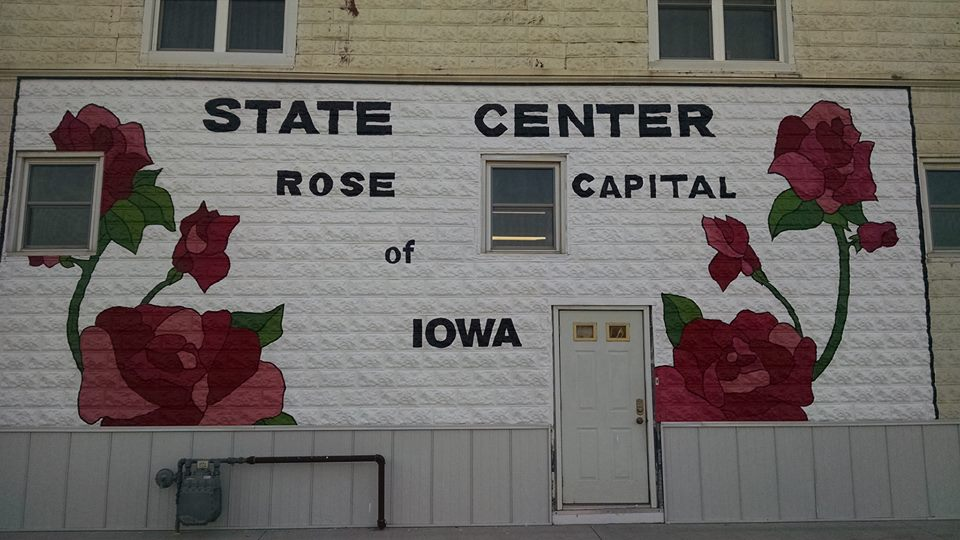 STATE CENTER
ROSE CAPITAL
of
IOWA